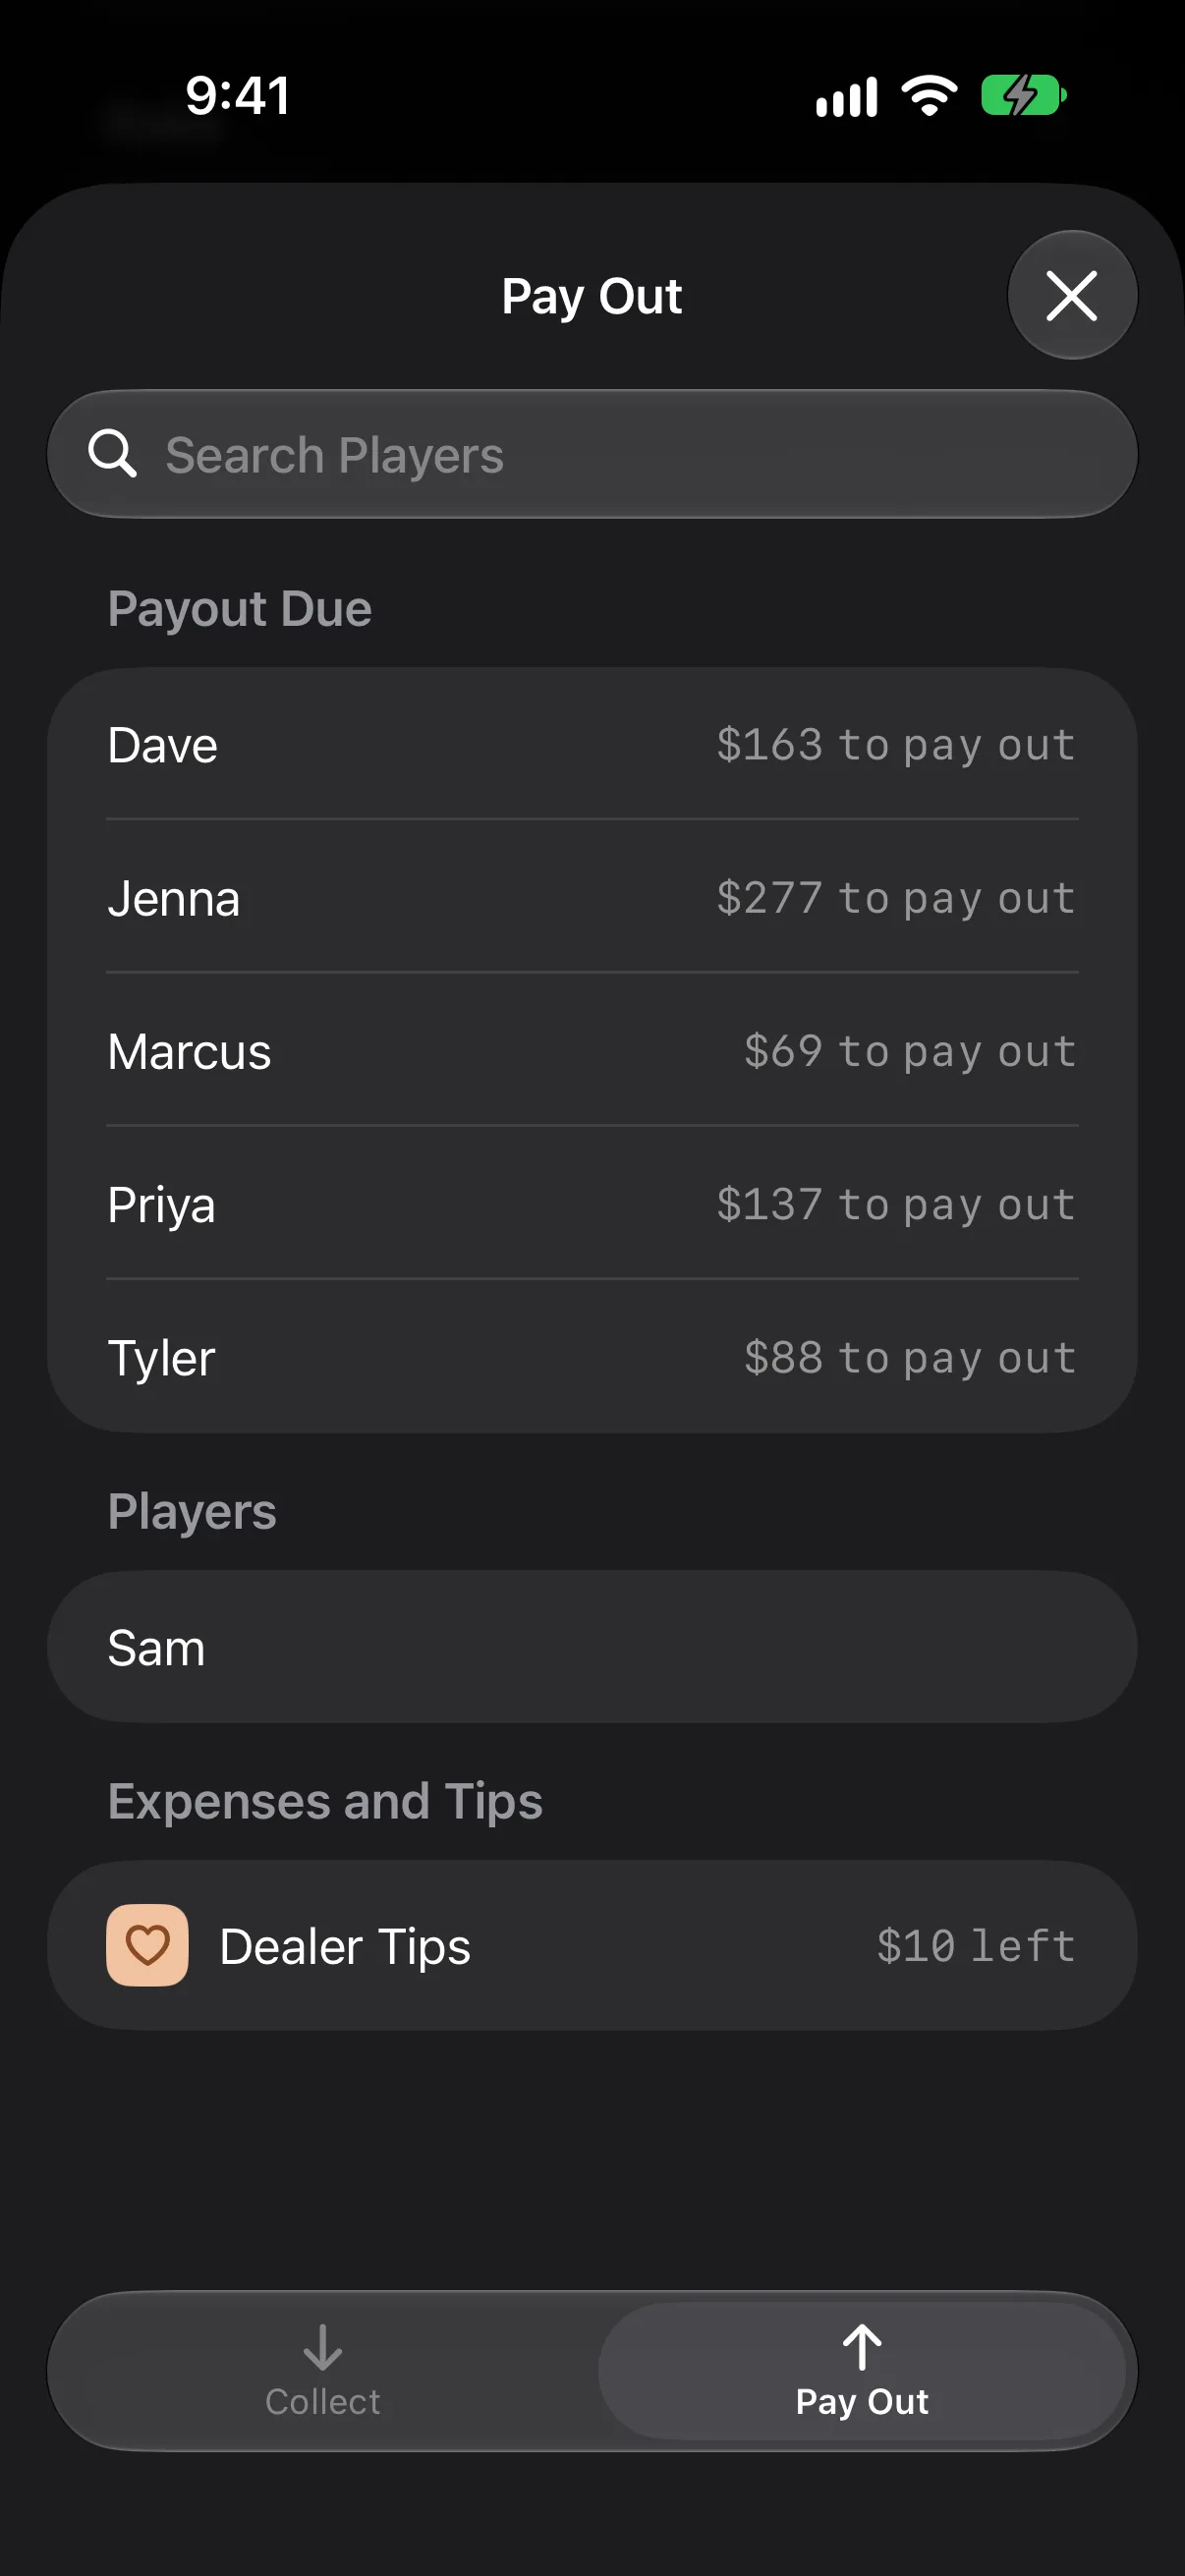 9:41
Pay Out
Search Players
Payout Due
Dave $163 to pay out
Jenna $277 to pay out
Marcus $69 to pay out
Priya $137 to pay out
Tyler $88 to pay out
Players
Sam
Expenses and Tips
Dealer Tips $10 left
Collect Pay Out